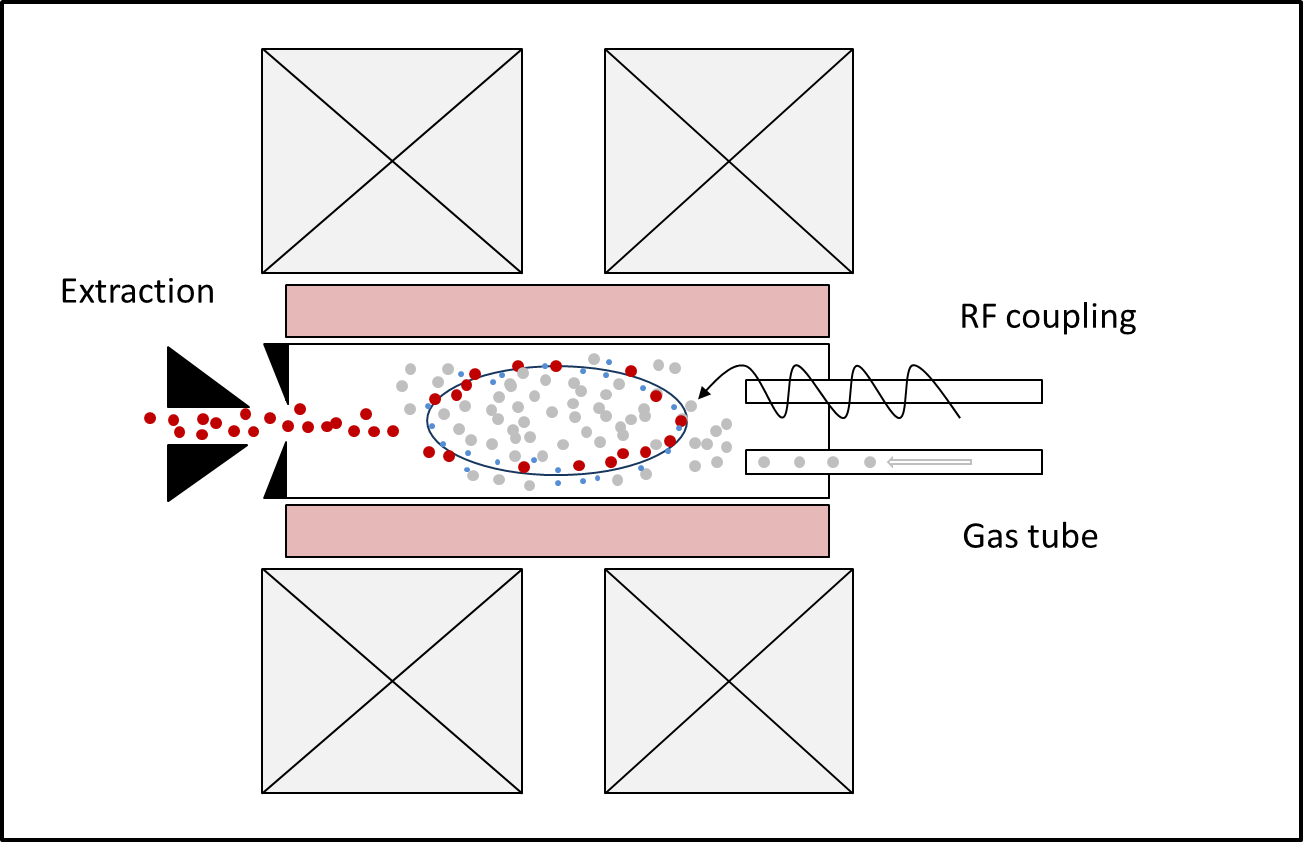 Extraction
RF coupling
Gas tube